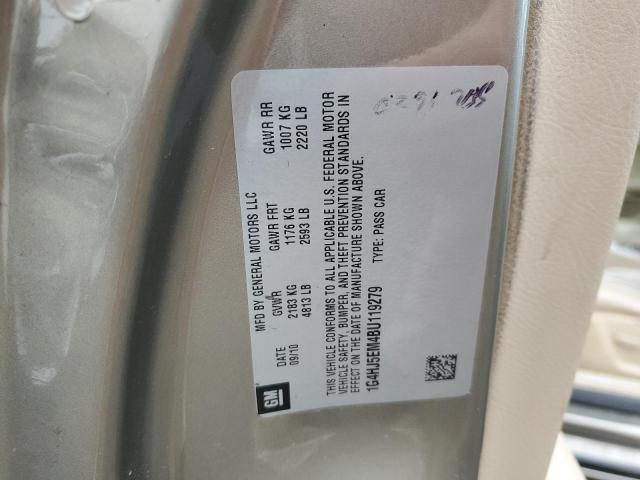 GM
MFD BY GENERAL MOTORS LLC
DATE GVWR GAWR FRT GAWR RR
09/10 2183 KG 1176 KG 1007 KG
4813 LB 2593 LB 2220 LB
THIS VEHICLE CONFORMS TO ALL APPLICABLE U.S. FEDERAL MOTOR
VEHICLE SAFETY, BUMPER, AND THEFT PREVENTION STANDARDS IN
EFFECT ON THE DATE OF MANUFACTURE SHOWN ABOVE.
1G4HJ5EM4BU119279 TYPE: PASS CAR